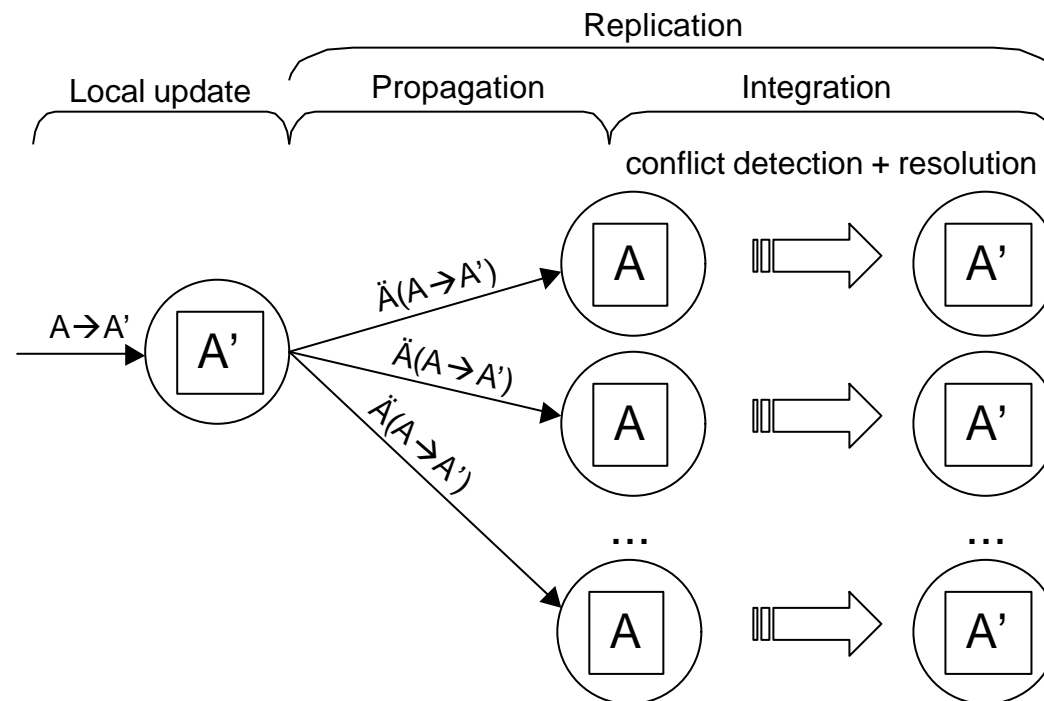 Replication
Local update
Propagation
Integration
conflict detection + resolution
A→A'
A'
Ä(A→A')
Ä(A→A')
Ä(A→A')
A
A'
A
A'
...
...
A
A'